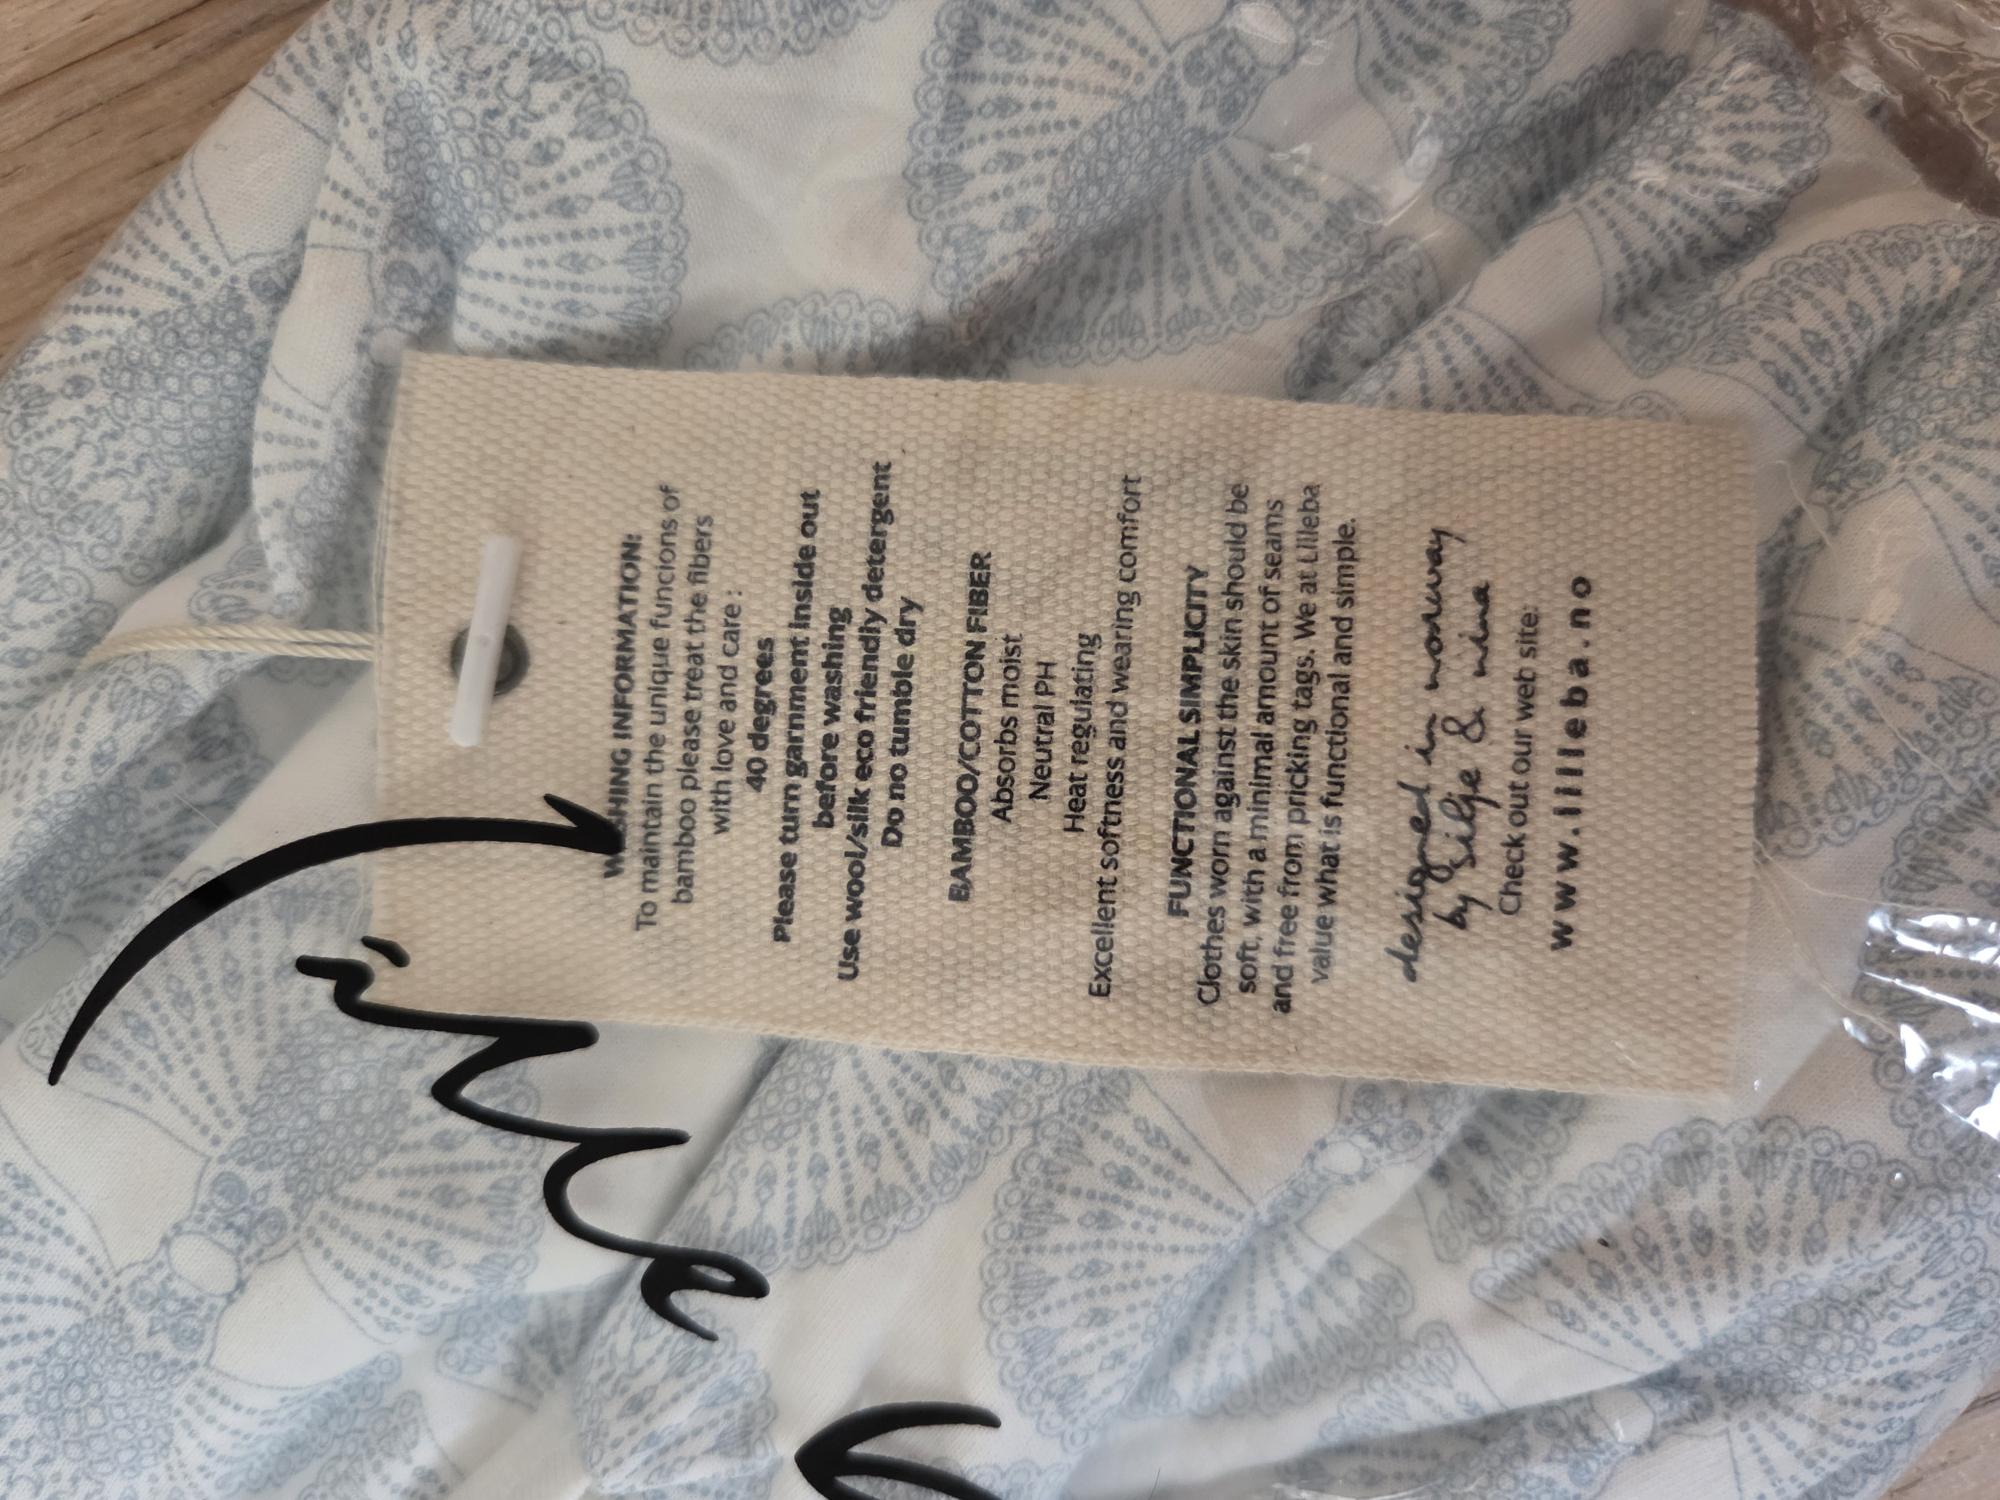 WASHING INFORMATION:
To maintain the unique funcions of
bamboo please treat the fibers
with love and care :
40 degrees
Please turn garnment inside out
before washing
Use wool/silk eco friendly detergent
Do no tumble dry
BAMBOO/COTTON FIBER
Absorbs moist
Neutral PH
Heat regulating
Excellent softness and wearing comfort
FUNCTIONAL SIMPLICITY
Clothes worn against the skin should be
soft, with a minimal amount of seams
and free from pricking tags. We at Lilleba
value what is functional and simple.
designed in norway
by Silje & nina
Check out our web site:
www.lilleba.no
lille